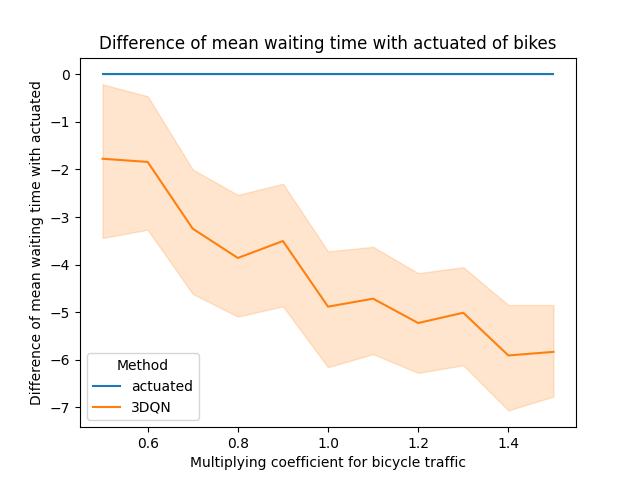 Difference of mean waiting time with actuated of bikes
Difference of mean waiting time with actuated
0
−1
−2
−3
−4
−5
−6
−7
Method
actuated
3DQN
0.6 0.8 1.0 1.2 1.4
Multiplying coefficient for bicycle traffic